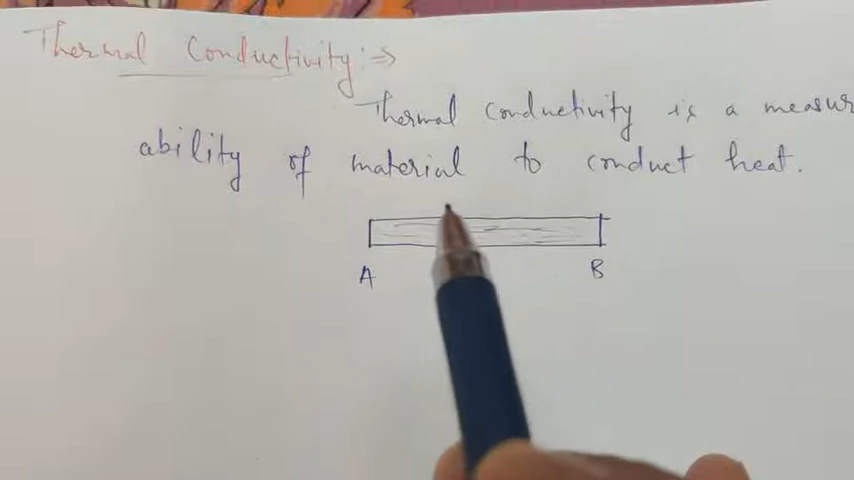 Thermal Conductivity :⇒
Thermal conductivity is a measur
ability of material to conduct heat.
A B